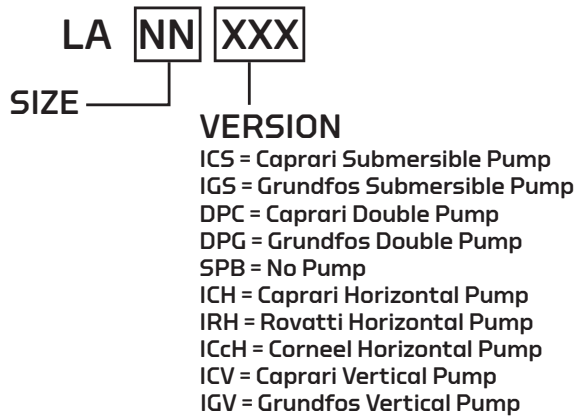 LA NN XXX
SIZE
VERSION
ICS = Caprari Submersible Pump
IGS = Grundfos Submersible Pump
DPC = Caprari Double Pump
DPG = Grundfos Double Pump
SPB = No Pump
ICH = Caprari Horizontal Pump
IRH = Rovatti Horizontal Pump
ICcH = Corneel Horizontal Pump
ICV = Caprari Vertical Pump
IGV = Grundfos Vertical Pump